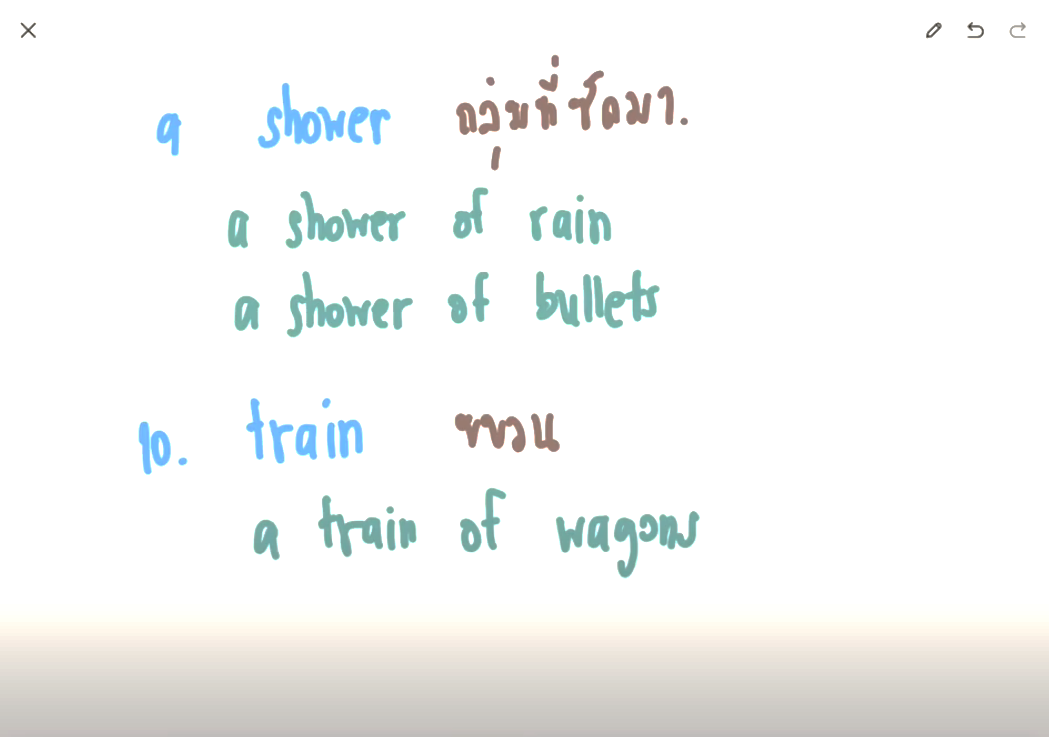 9 shower กลุ่มที่ซัดมา.
a shower of rain
a shower of bullets
10. train ขบวน
a train of wagons